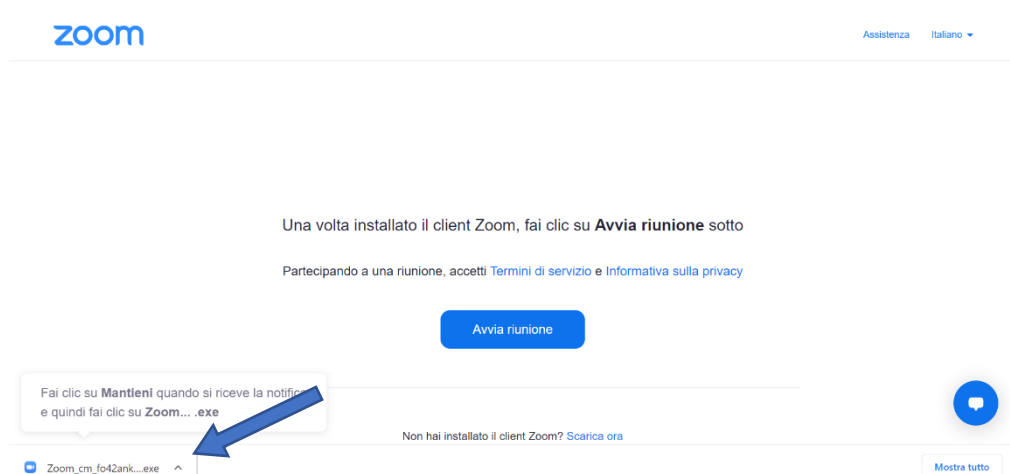 zoom
Assistenza Italiano
Una volta installato il client Zoom, fai clic su Avvia riunione sotto
Partecipando a una riunione, accetti Termini di servizio e Informativa sulla privacy
Avvia riunione
Fai clic su Mantieni quando si riceve la notifica
e quindi fai clic su Zoom... .exe
Non hai installato il client Zoom? Scarica ora
Zoom_cm_fo42ank....exe
Mostra tutto